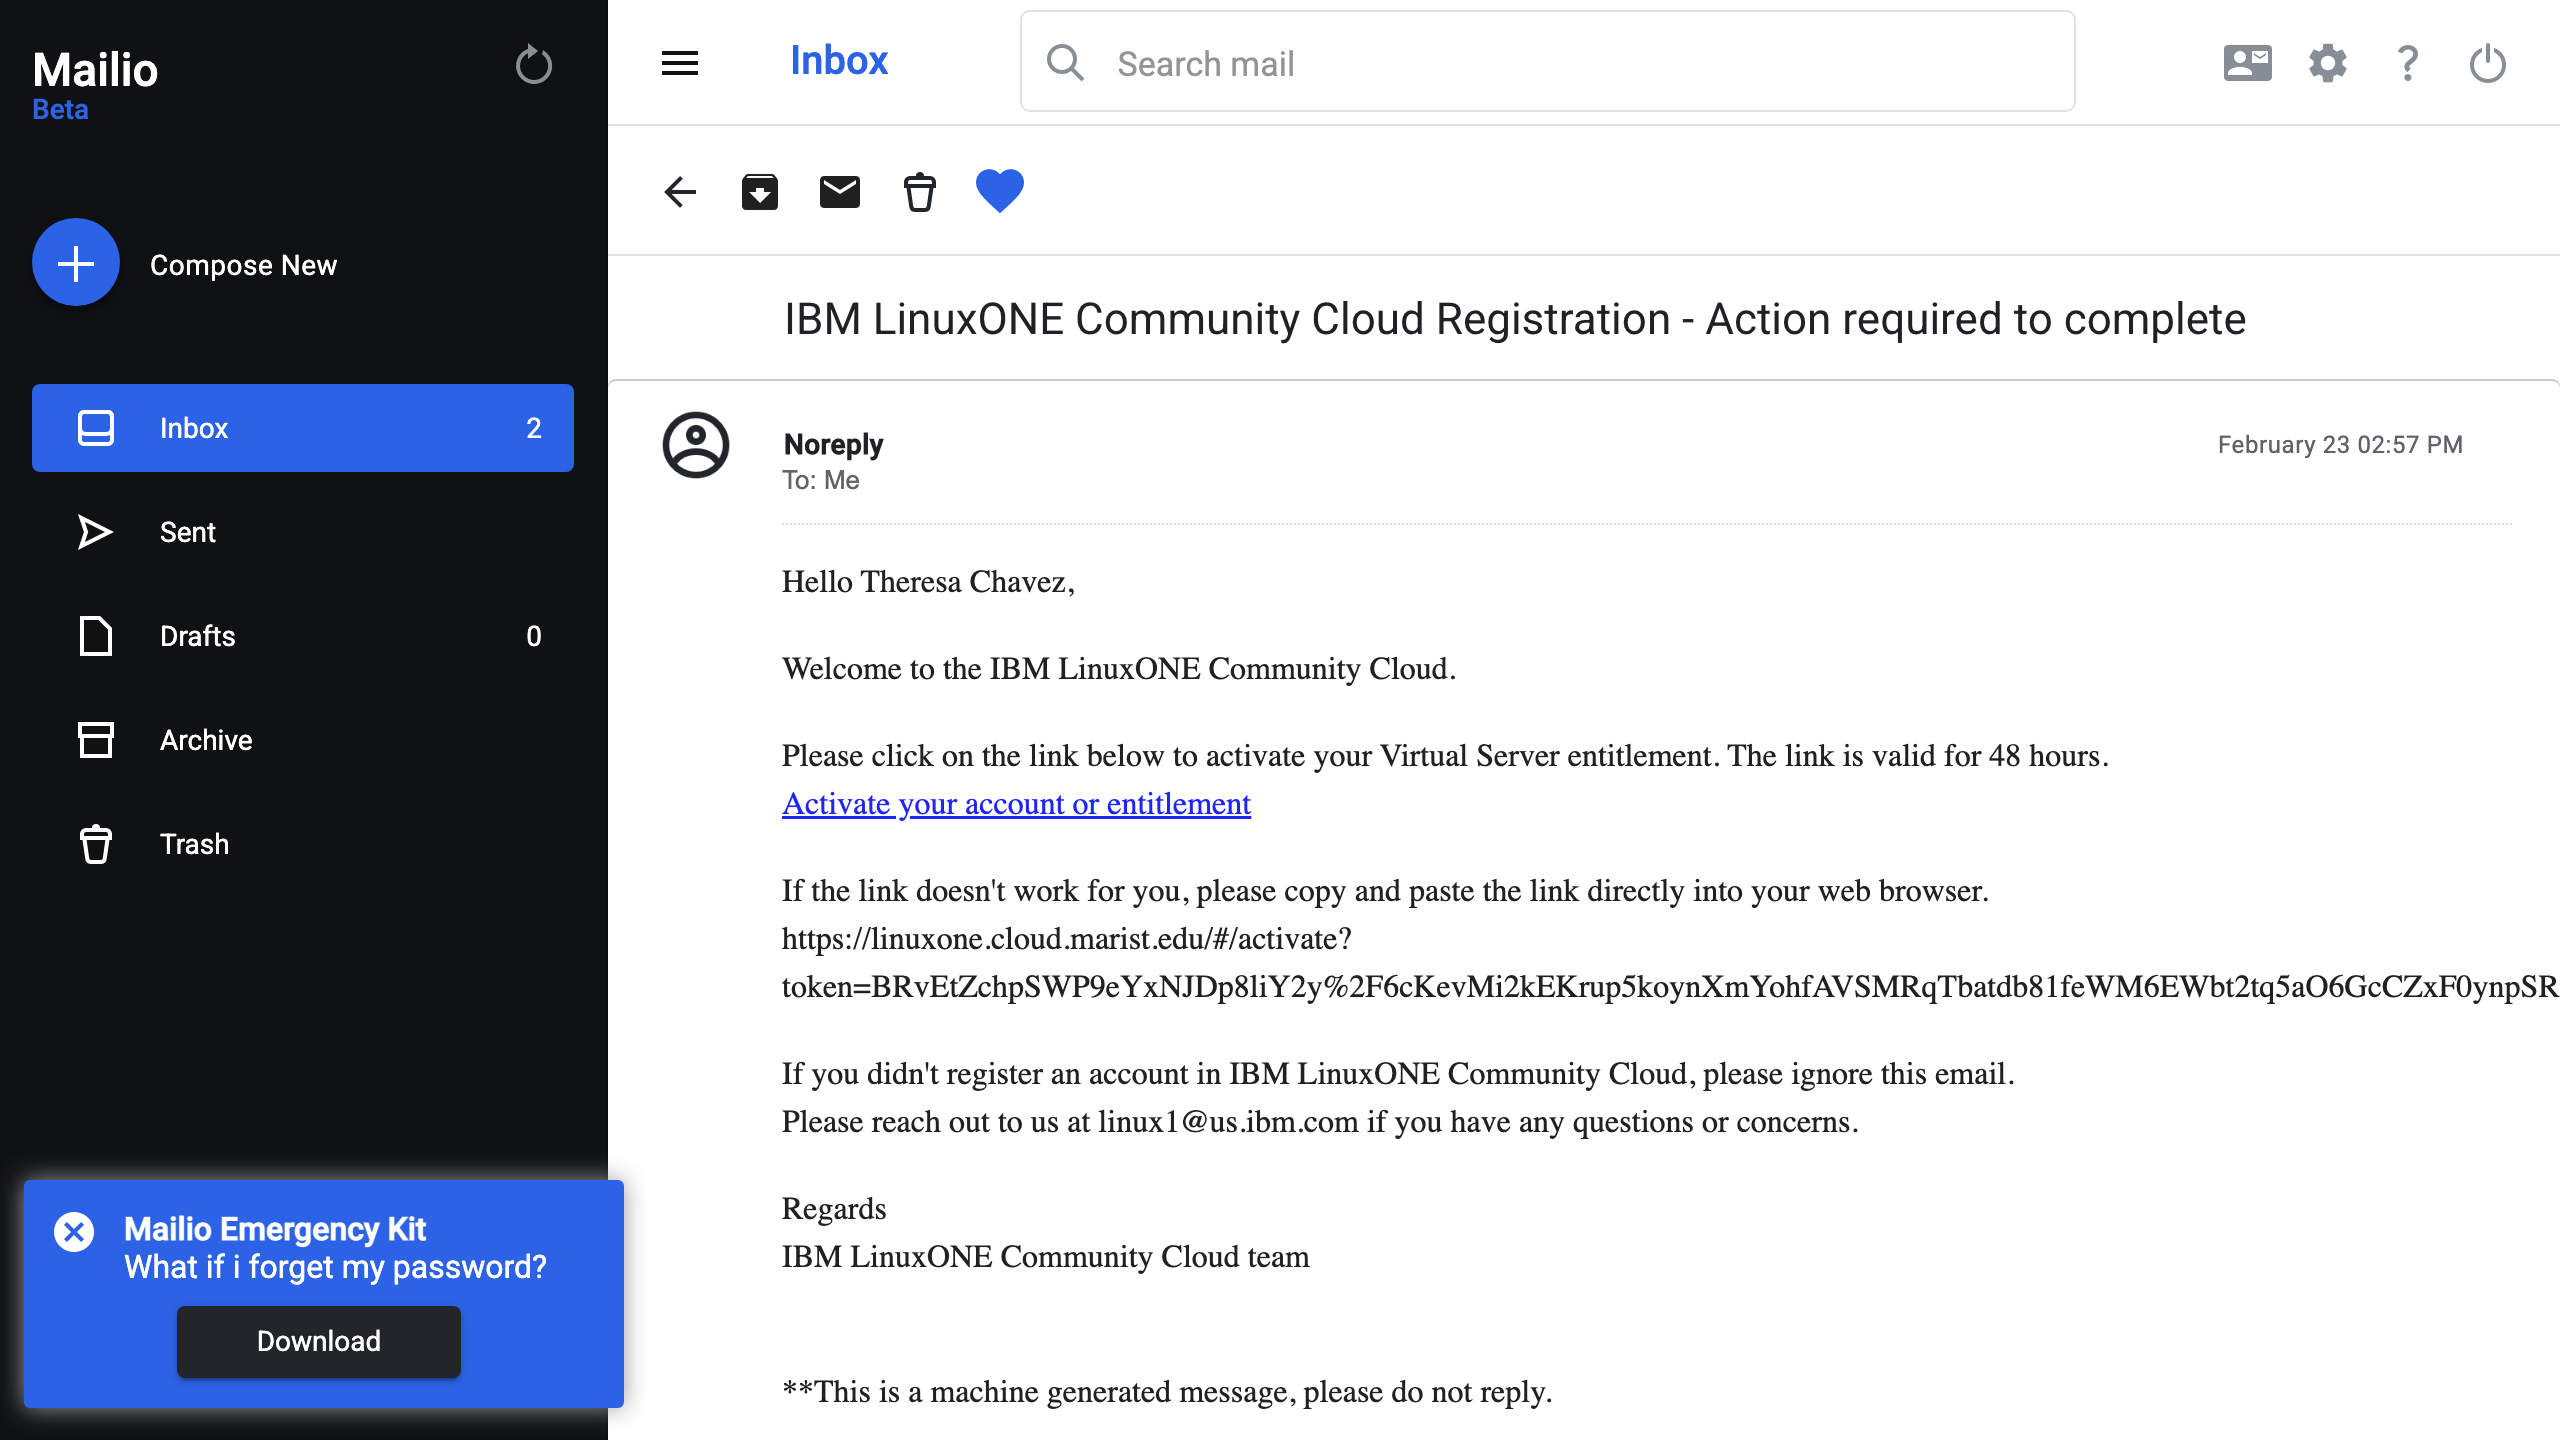 Mailio
Beta
Compose New
Inbox 2
Sent
Drafts 0
Archive
Trash
Mailio Emergency Kit
What if i forget my password?
Download
Inbox
Search mail
IBM LinuxONE Community Cloud Registration - Action required to complete
Noreply
February 23 02:57 PM
To: Me
Hello Theresa Chavez,
Welcome to the IBM LinuxONE Community Cloud.
Please click on the link below to activate your Virtual Server entitlement. The link is valid for 48 hours.
Activate your account or entitlement
If the link doesn't work for you, please copy and paste the link directly into your web browser.
https://linuxone.cloud.marist.edu/#/activate?
token=BRvEtZchpSWP9eYxNJDp8liY2y%2F6cKevMi2kEKrup5koynXmYohfAVSMRqTbatdb81feWM6EWbt2tq5aO6GcCZxF0ynpSR
If you didn't register an account in IBM LinuxONE Community Cloud, please ignore this email.
Please reach out to us at linux1@us.ibm.com if you have any questions or concerns.
Regards
IBM LinuxONE Community Cloud team
**This is a machine generated message, please do not reply.